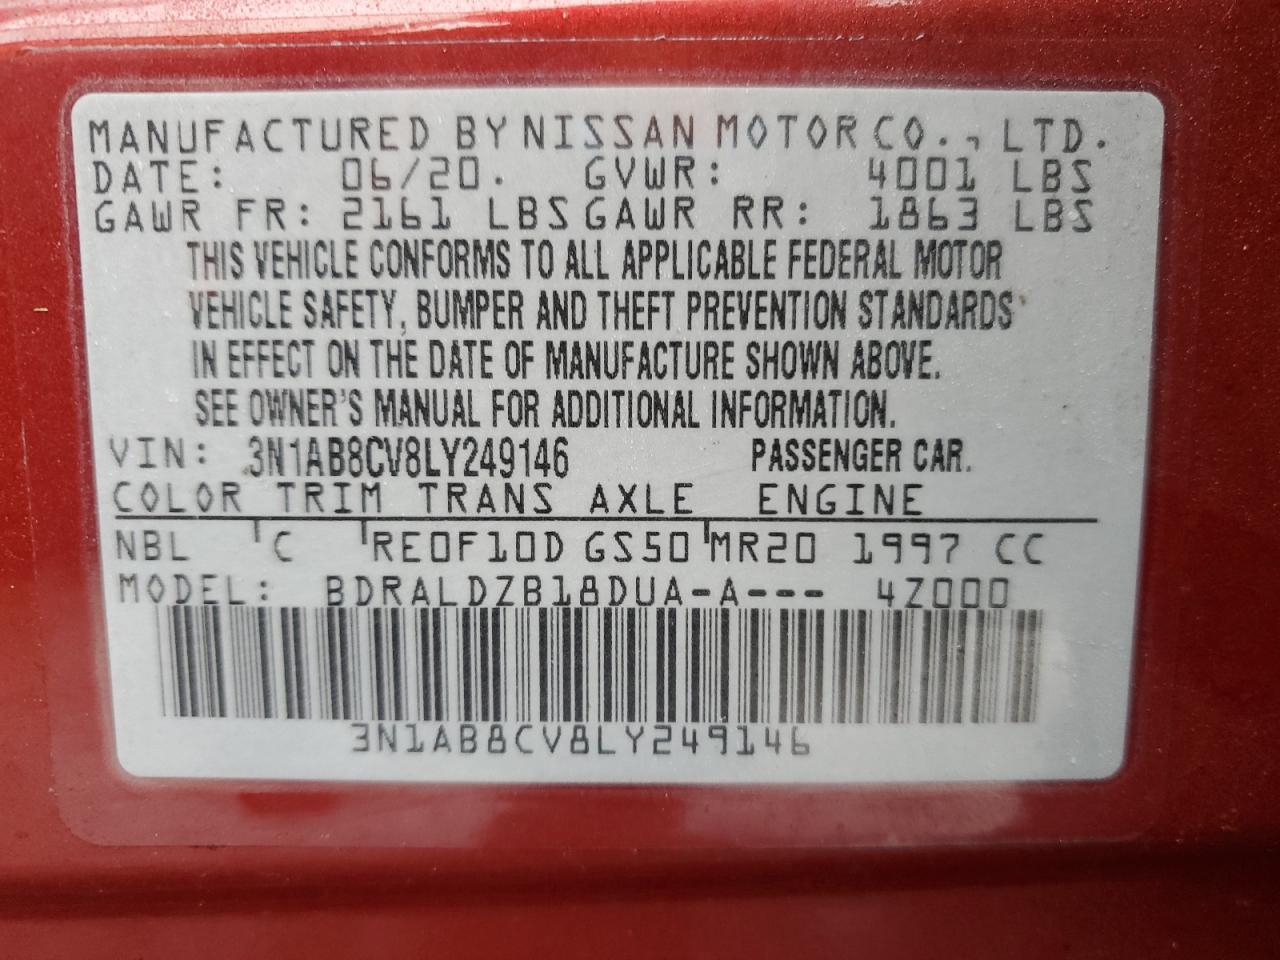 MANUFACTURED BY NISSAN MOTOR CO., LTD.
DATE: 06/20. GVWR: 4001 LBS
GAWR FR: 2161 LBS GAWR RR: 1863 LBS
THIS VEHICLE CONFORMS TO ALL APPLICABLE FEDERAL MOTOR
VEHICLE SAFETY, BUMPER AND THEFT PREVENTION STANDARDS
IN EFFECT ON THE DATE OF MANUFACTURE SHOWN ABOVE.
SEE OWNER'S MANUAL FOR ADDITIONAL INFORMATION.
VIN: 3N1AB8CV8LY249146 PASSENGER CAR.
COLOR TRIM TRANS AXLE ENGINE
NBL C RE0F10D GS50 MR20 1997 CC
MODEL: BDRALDZB18DUA-A--- 4Z000
3N1AB8CV8LY249146